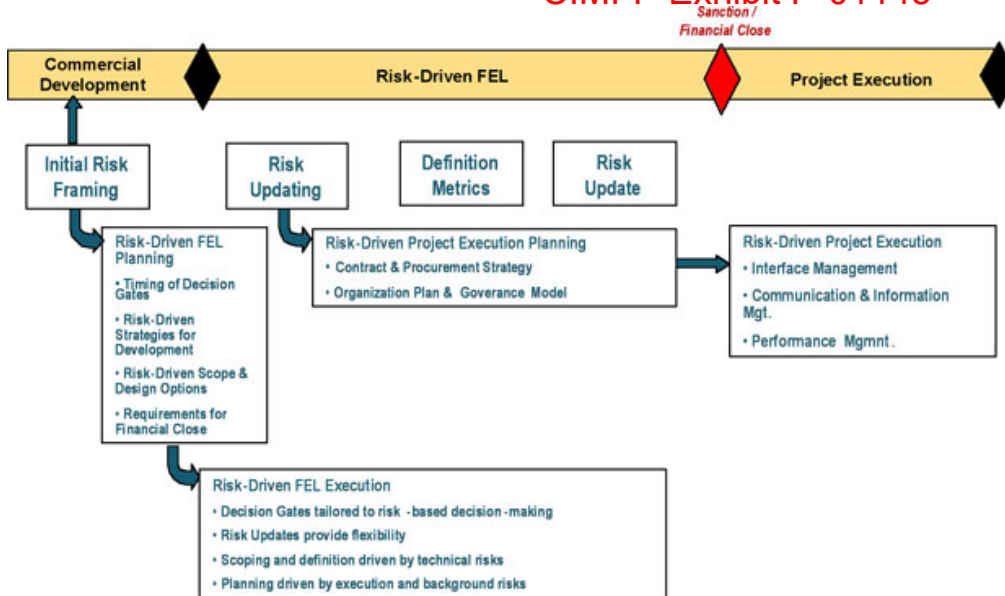 CIMFP Exhibit
Sanction /
Financial Close
Commercial
Development
Risk-Driven FEL
Project Execution
Initial Risk
Framing
Risk
Updating
Definition
Metrics
Risk
Update
Risk-Driven FEL
Planning
• Timing of Decision
Gates
• Risk-Driven
Strategies for
Development
• Risk-Driven Scope &
Design Options
• Requirements for
Financial Close
Risk-Driven Project Execution Planning
• Contract & Procurement Strategy
• Organization Plan & Goverance Model
Risk-Driven Project Execution
• Interface Management
• Communication & Information
Mgt.
• Performance Mgmnt.
Risk-Driven FEL Execution
• Decision Gates tailored to risk -based decision -making
• Risk Updates provide flexibility
• Scoping and definition driven by technical risks
• Planning driven by execution and background risks